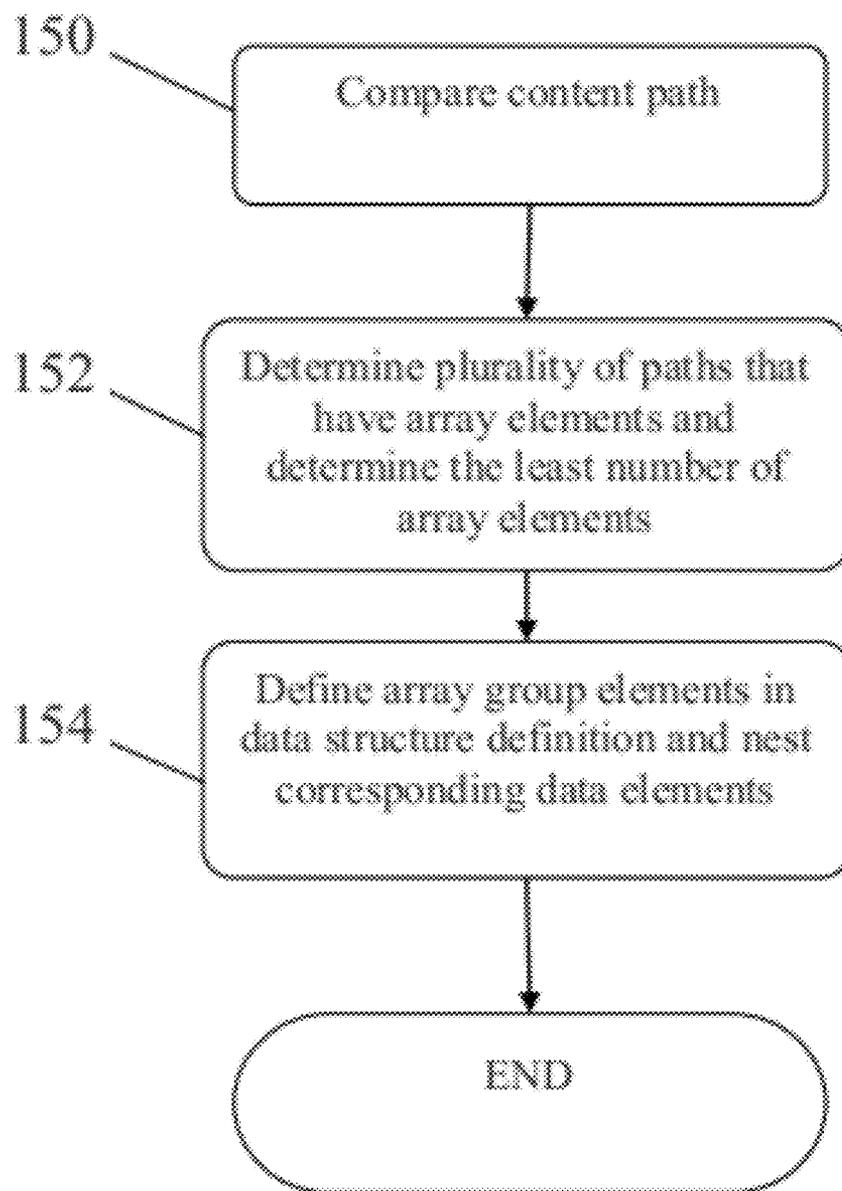 150
Compare content path
152
Determine plurality of paths that
have array elements and
determine the least number of
array elements
154
Define array group elements in
data structure definition and nest
corresponding data elements
END